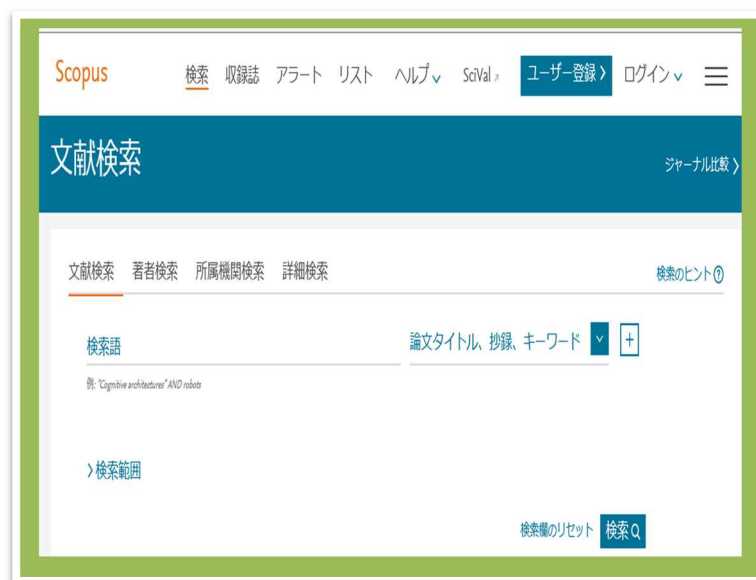 Scopus 検索 収録誌 アラート リスト ヘルプ SciVal ユーザー登録 ログイン
文献検索
ジャーナル比較
文献検索 著者検索 所属機関検索 詳細検索 検索のヒント
検索語 論文タイトル、抄録、キーワード
例: "Cognitive architectures" AND robots
検索範囲
検索欄のリセット 検索